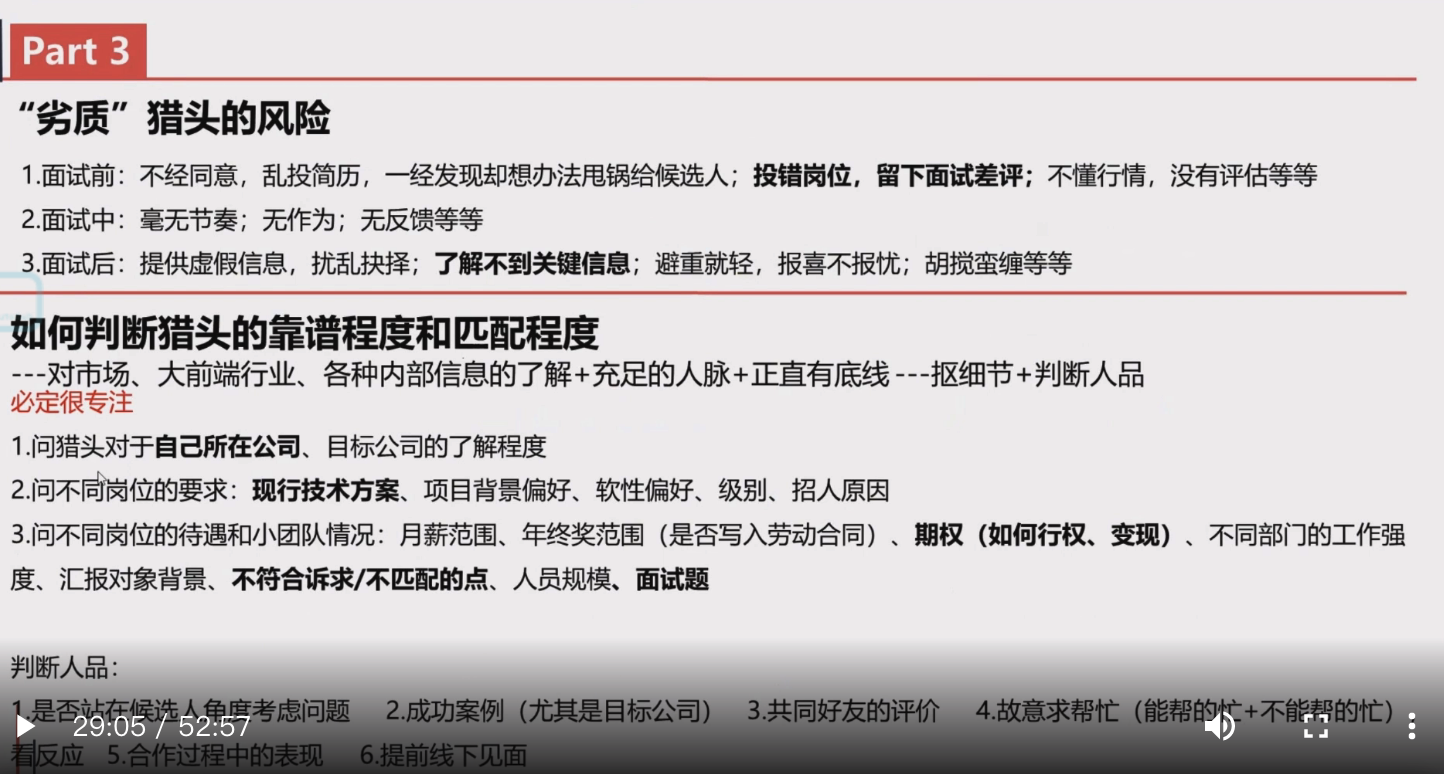 Part 3
“劣质”猎头的风险
1.面试前：不经同意，乱投简历，一经发现却想办法甩锅给候选人；投错岗位，留下面试差评；不懂行情，没有评估等等
2.面试中：毫无节奏；无作为；无反馈等等
3.面试后：提供虚假信息，扰乱抉择；了解不到关键信息；避重就轻，报喜不报忧；胡搅蛮缠等等
如何判断猎头的靠谱程度和匹配程度
---对市场、大前端行业、各种内部信息的了解+充足的人脉+正直有底线 ---抠细节+判断人品
必定很专注
1.问猎头对于自己所在公司、目标公司的了解程度
2.问不同岗位的要求：现行技术方案、项目背景偏好、软性偏好、级别、招人原因
3.问不同岗位的待遇和小团队情况：月薪范围、年终奖范围（是否写入劳动合同）、期权（如何行权、变现）、不同部门的工作强
度、汇报对象背景、不符合诉求/不匹配的点、人员规模、面试题
判断人品：
1.是否站在候选人角度考虑问题 2.成功案例（尤其是目标公司） 3.共同好友的评价 4.故意求帮忙（能帮的忙+不能帮的忙）
29:05 / 52:57
看反应 5.合作过程中的表现 6.提前线下见面